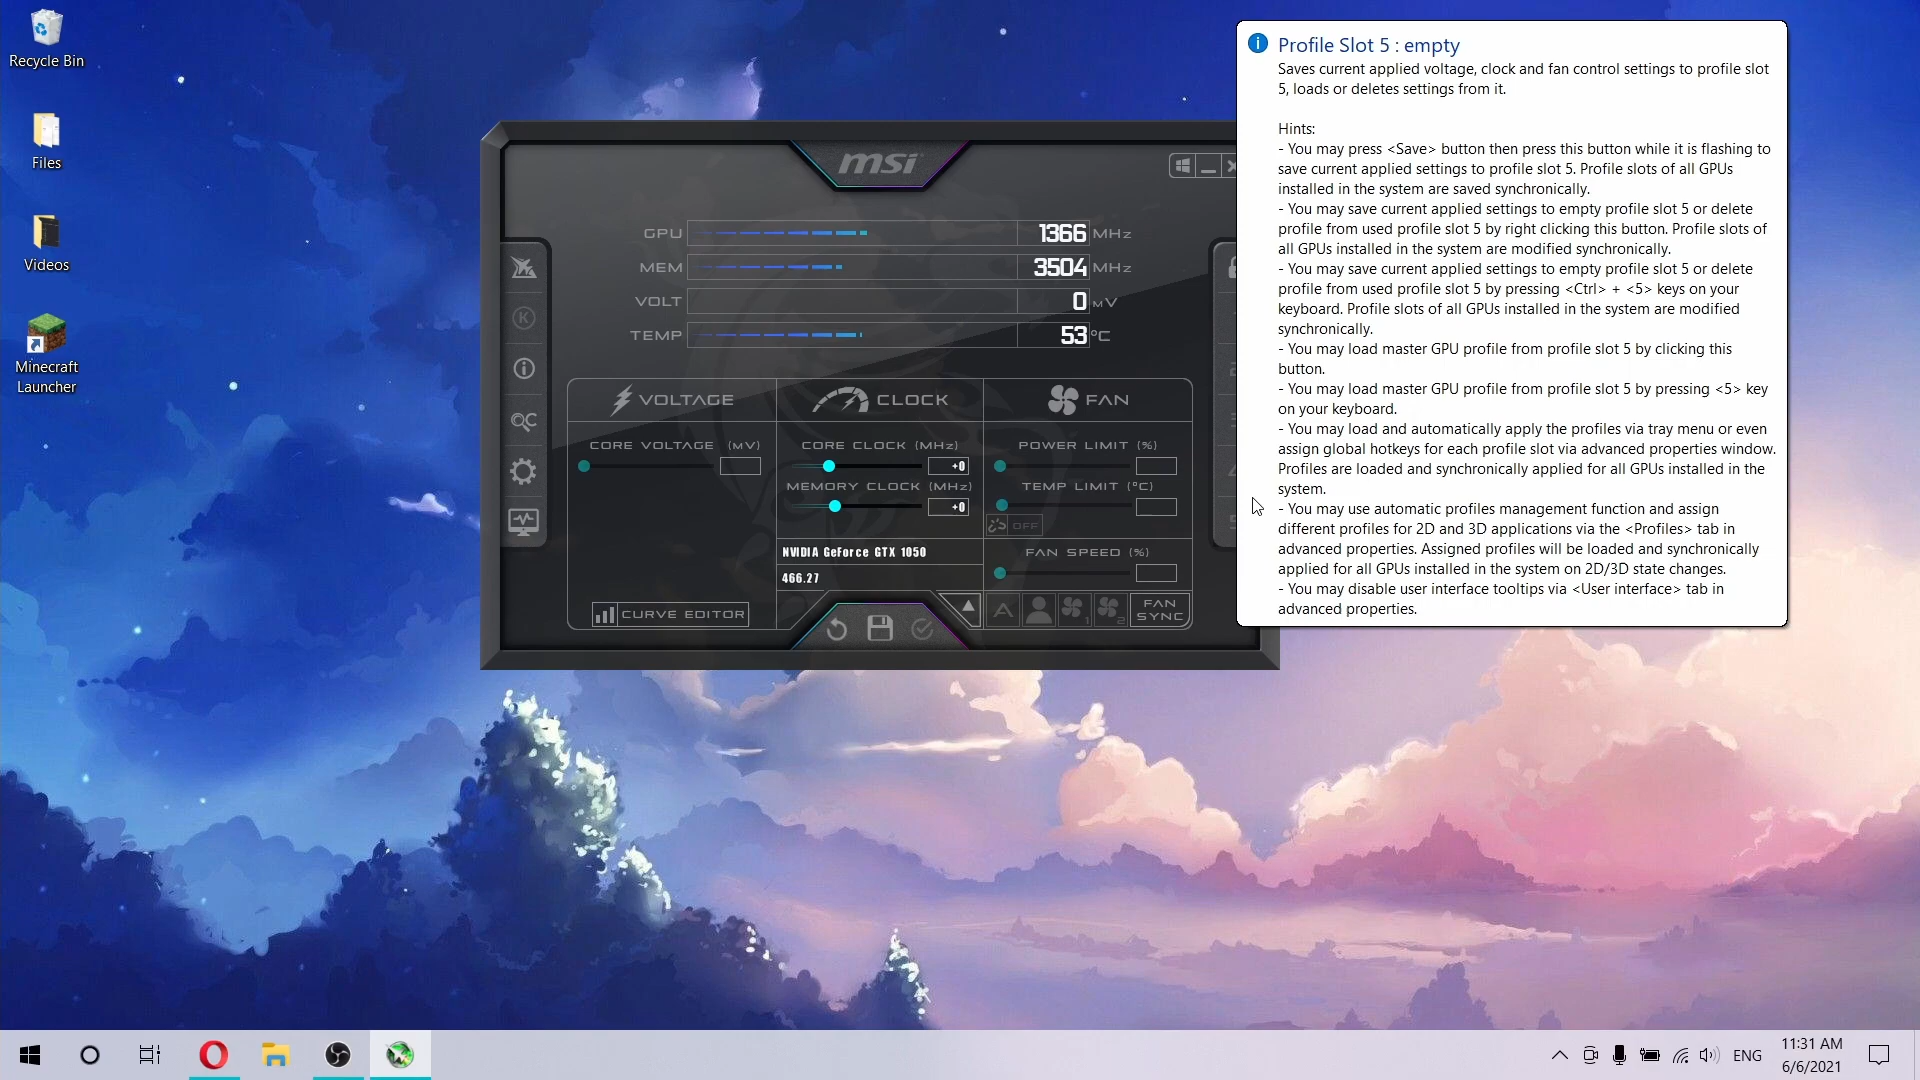 Recycle Bin
Files
Videos
Minecraft
Launcher
msi
GPU 1366 MHz
MEM 3504 MHz
VOLT 0 mV
TEMP 53 °C
VOLTAGE
CLOCK
FAN
CORE VOLTAGE (MV)
CORE CLOCK (MHz)
+0
MEMORY CLOCK (MHz)
+0
POWER LIMIT (%)
TEMP LIMIT (°C)
OFF
NVIDIA GeForce GTX 1050
466.27
FAN SPEED (%)
CURVE EDITOR
A
1
2
FAN
SYNC
K
°C
Profile Slot 5 : empty
Saves current applied voltage, clock and fan control settings to profile slot
5, loads or deletes settings from it.
Hints:
- You may press <Save> button then press this button while it is flashing to
save current applied settings to profile slot 5. Profile slots of all GPUs
installed in the system are saved synchronically.
- You may save current applied settings to empty profile slot 5 or delete
profile from used profile slot 5 by right clicking this button. Profile slots of
all GPUs installed in the system are modified synchronically.
- You may save current applied settings to empty profile slot 5 or delete
profile from used profile slot 5 by pressing <Ctrl> + <5> keys on your
keyboard. Profile slots of all GPUs installed in the system are modified
synchronically.
- You may load master GPU profile from profile slot 5 by clicking this
button.
- You may load master GPU profile from profile slot 5 by pressing <5> key
on your keyboard.
- You may load and automatically apply the profiles via tray menu or even
assign global hotkeys for each profile slot via advanced properties window.
Profiles are loaded and synchronically applied for all GPUs installed in the
system.
- You may use automatic profiles management function and assign
different profiles for 2D and 3D applications via the <Profiles> tab in
advanced properties. Assigned profiles will be loaded and synchronically
applied for all GPUs installed in the system on 2D/3D state changes.
- You may disable user interface tooltips via <User interface> tab in
advanced properties.
ENG
11:31 AM
6/6/2021